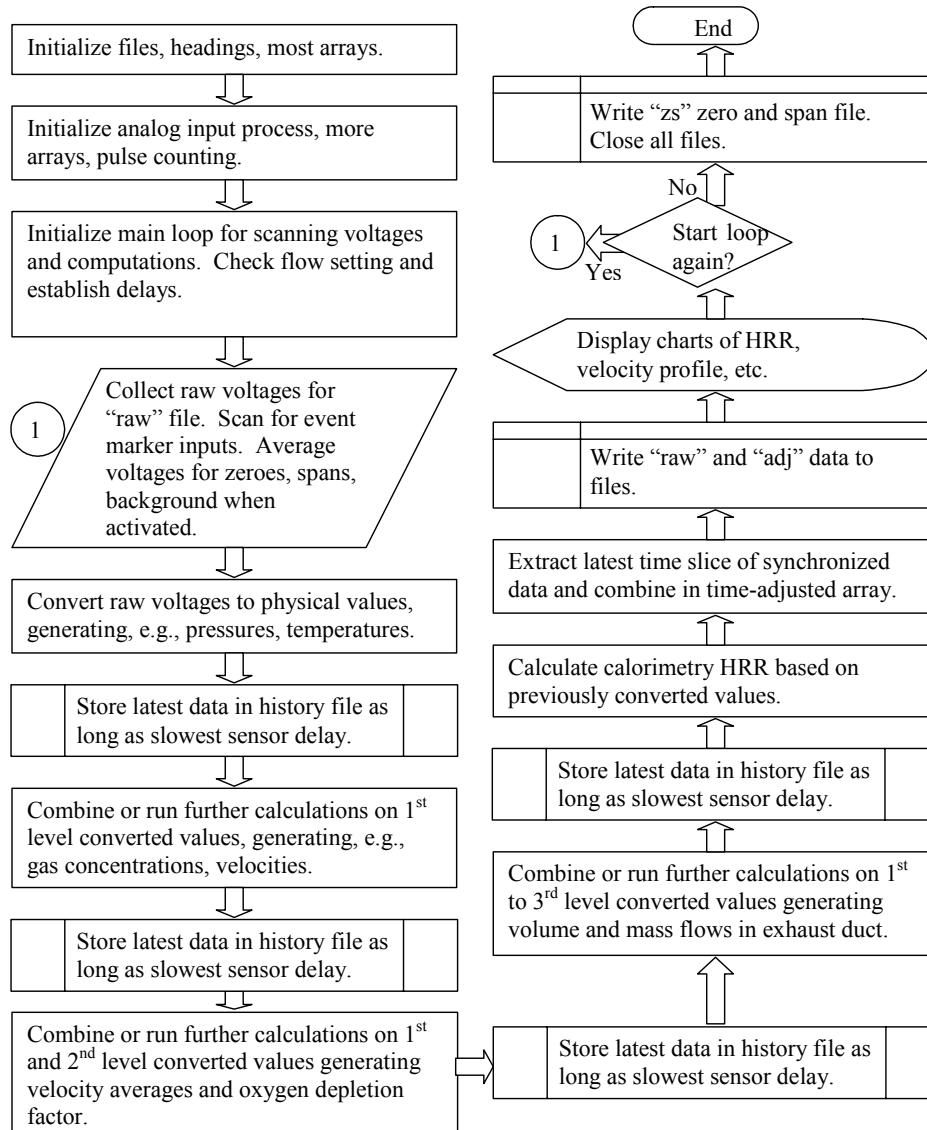 Initialize files, headings, most arrays.
Initialize analog input process, more
arrays, pulse counting.
Initialize main loop for scanning voltages
and computations.  Check flow setting and
establish delays.
1
Collect raw voltages for
“raw” file.  Scan for event
marker inputs.  Average
voltages for zeroes, spans,
background when
activated.
Convert raw voltages to physical values,
generating, e.g., pressures, temperatures.
Store latest data in history file as
long as slowest sensor delay.
Combine or run further calculations on 1st
level converted values, generating, e.g.,
gas concentrations, velocities.
Store latest data in history file as
long as slowest sensor delay.
Combine or run further calculations on 1st
and 2nd level converted values generating
velocity averages and oxygen depletion
factor.
Store latest data in history file as
long as slowest sensor delay.
Combine or run further calculations on 1st
to 3rd level converted values generating
volume and mass flows in exhaust duct.
Store latest data in history file as
long as slowest sensor delay.
Calculate calorimetry HRR based on
previously converted values.
Extract latest time slice of synchronized
data and combine in time-adjusted array.
Write “raw” and “adj” data to
files.
Display charts of HRR,
velocity profile, etc.
Start loop
again?
Yes
1
No
Write “zs” zero and span file.
Close all files.
End